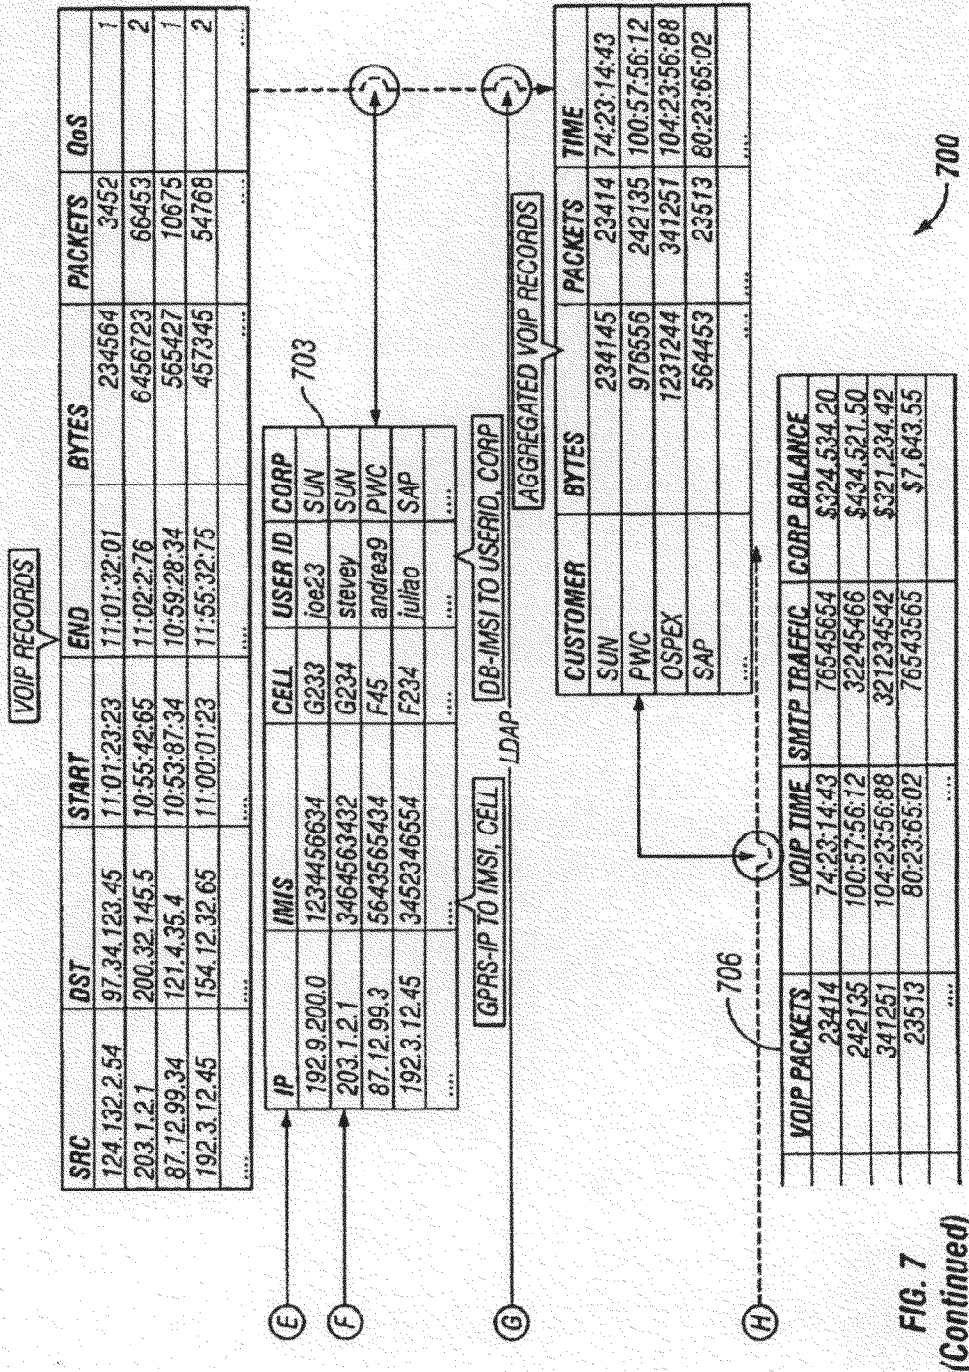 VOIP RECORDS
SRC DST START END BYTES PACKETS QoS
124.132.2.54 97.34.123.45 11:01:23:23 11:01:32:01 234564 3452 1
203.1.2.1 200.32.145.5 10:55:42:65 11:02:2:76 6456723 66453 2
87.12.99.34 121.4.35.4 10:53:87:34 10:59:28:34 565427 10675 1
192.3.12.45 154.12.32.65 11:00:01:23 11:55:32:75 457345 54768 2
.... .... .... .... .... .... ....
E
F
IP IMS CELL USER ID CORP
192.9.200.0 1234456634 G233 joe23 SUN
203.1.2.1 3464563432 G234 stevey SUN
87.12.99.3 5643565434 F45 andrea9 PWC
192.3.12.45 3452346554 F234 juliao SAP
.... .... .... .... ....
703
GPRS-IP TO IMSI, CELL
DB-IMSI TO USERID, CORP
G
LDAP
AGGREGATED VOIP RECORDS
CUSTOMER BYTES PACKETS TIME
SUN 234145 23414 74:23:14:43
PWC 976556 242135 100:57:56:12
OSPEX 1231244 341251 104:23:56:88
SAP 564453 23513 80:23:65:02
.... .... .... ....
H
706
VOIP PACKETS VOIP TIME SMTP TRAFFIC CORP BALANCE
23414 74:23:14:43 76545654 $324,534.20
242135 100:57:56:12 32245466 $434,521.50
341251 104:23:56:88 321234542 $321,234.42
23513 80:23:65:02 76543565 $7,643.55
.... ....
700
FIG. 7
(Continued)